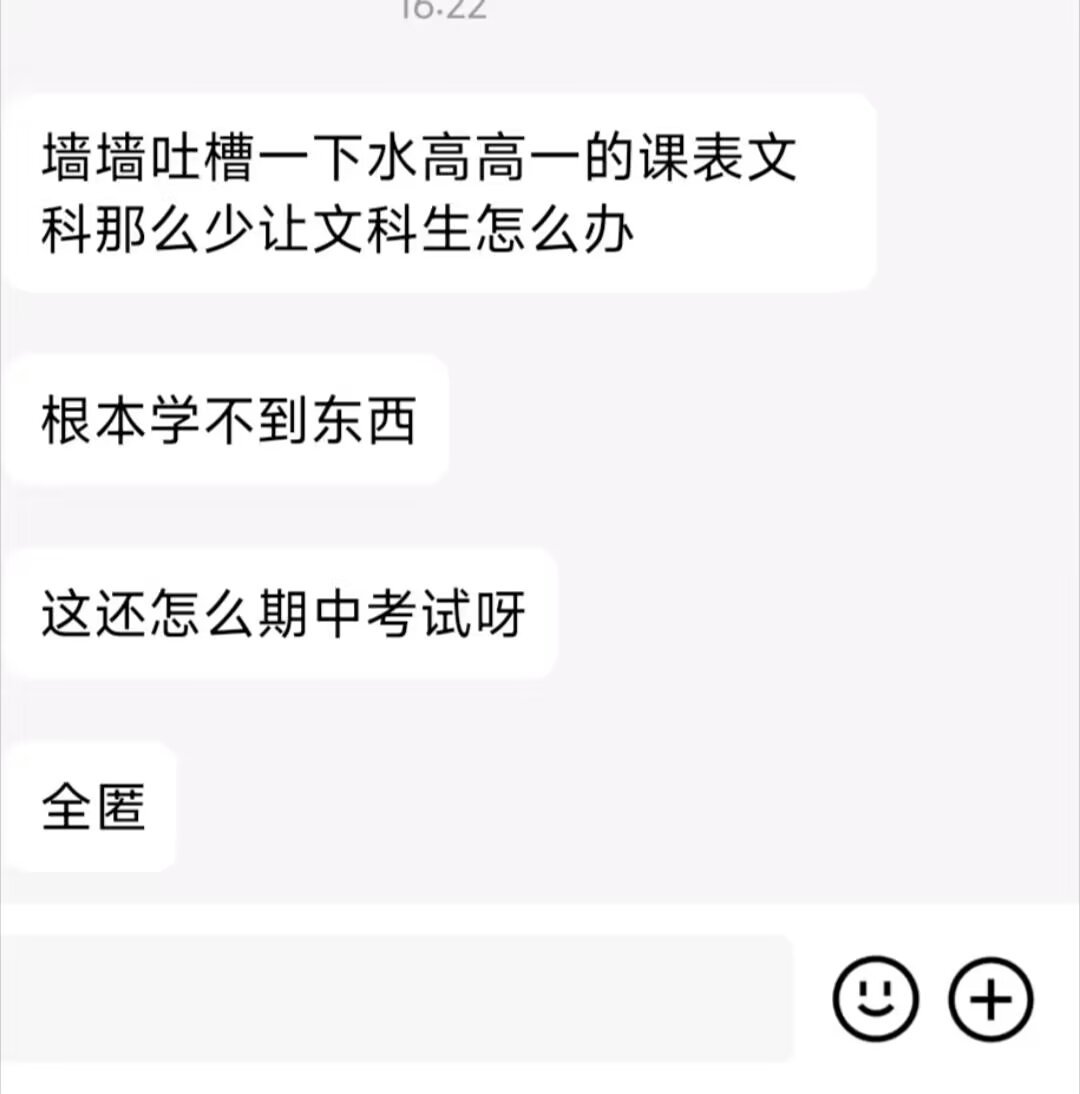 16:22
墙墙吐槽一下水高高一的课表文
科那么少让文科生怎么办
根本学不到东西
这还怎么期中考试呀
全匿